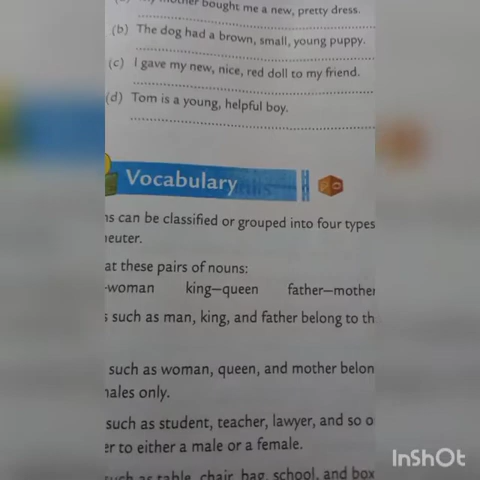 mother bought me a new, pretty dress.
(b) The dog had a brown, small, young puppy.
(c) I gave my new, nice, red doll to my friend.
(d) Tom is a young, helpful boy.
Vocabulary
ns can be classified or grouped into four types
neuter.
at these pairs of nouns:
-woman king–queen father–mother
s such as man, king, and father belong to th
such as woman, queen, and mother belon
males only.
such as student, teacher, lawyer, and so o
er to either a male or a female.
such as table, chair, bag, school, and box
InShOt